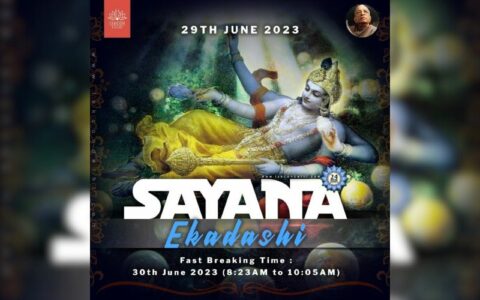 29TH JUNE 2023
SAYANA
Ekadashi
Fast Breaking Time :
30th June 2023 (8:23AM to 10:05AM)